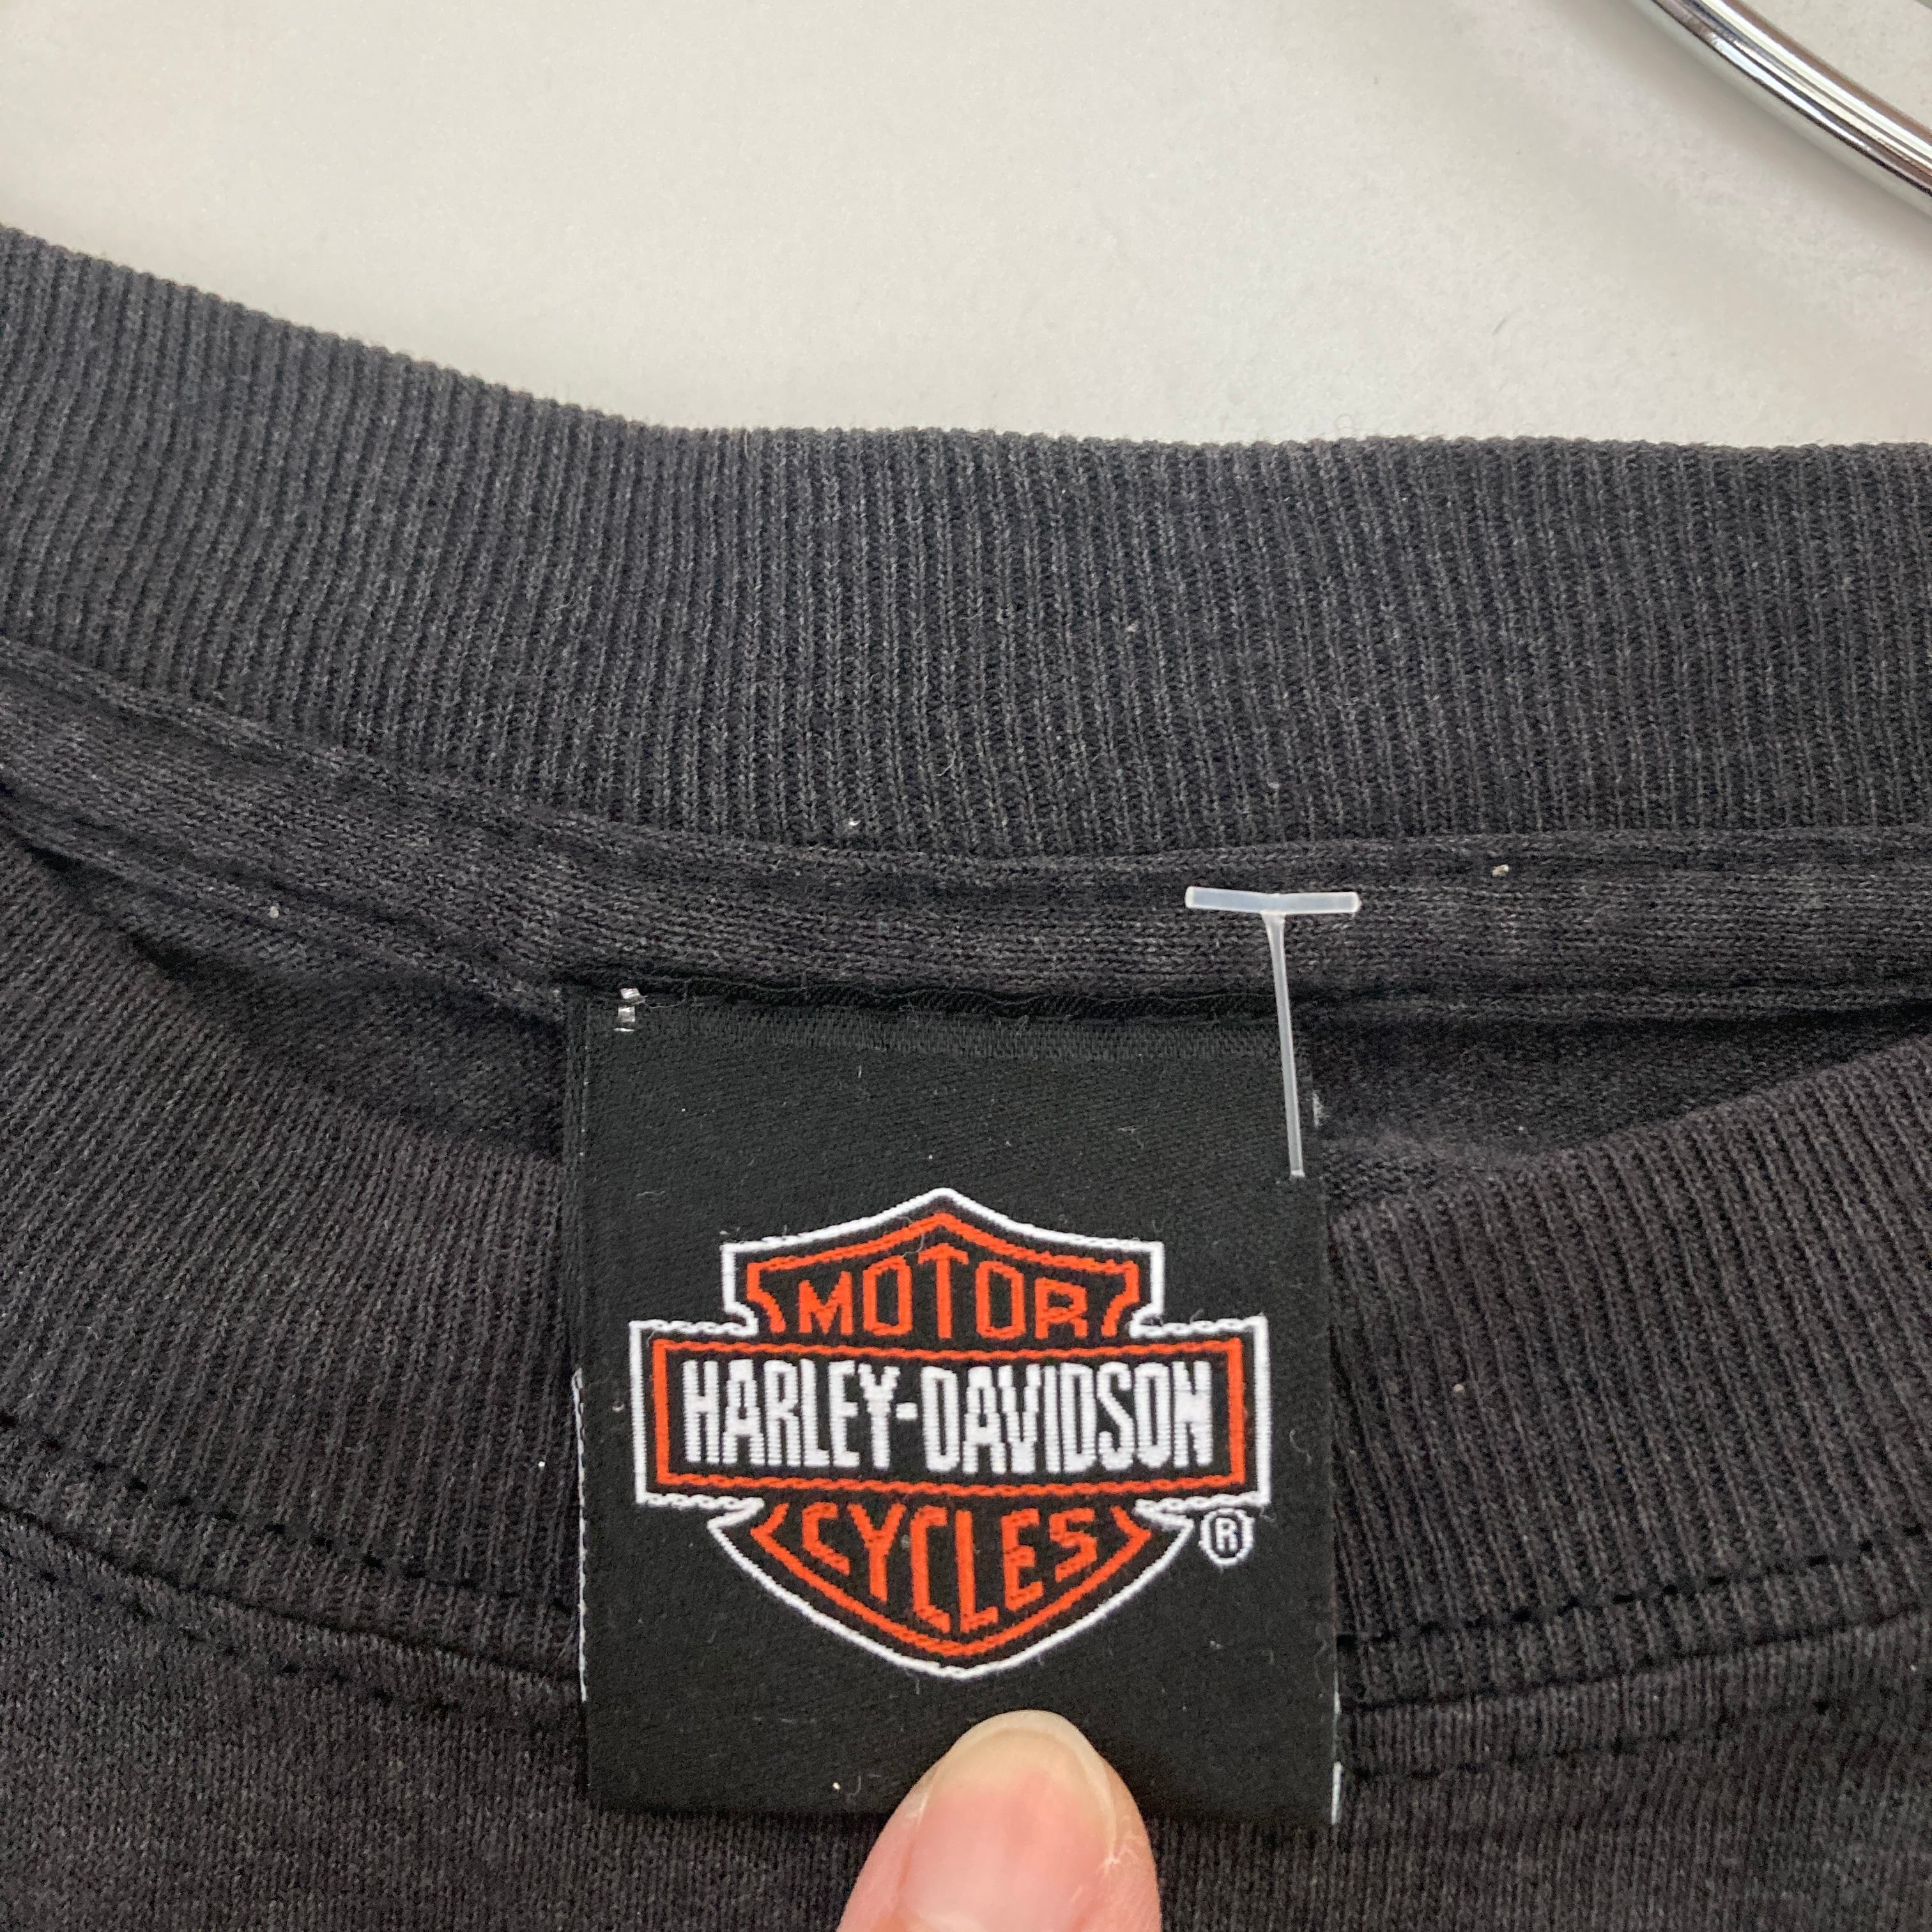 MOTOR
HARLEY-DAVIDSON
CYCLES
®